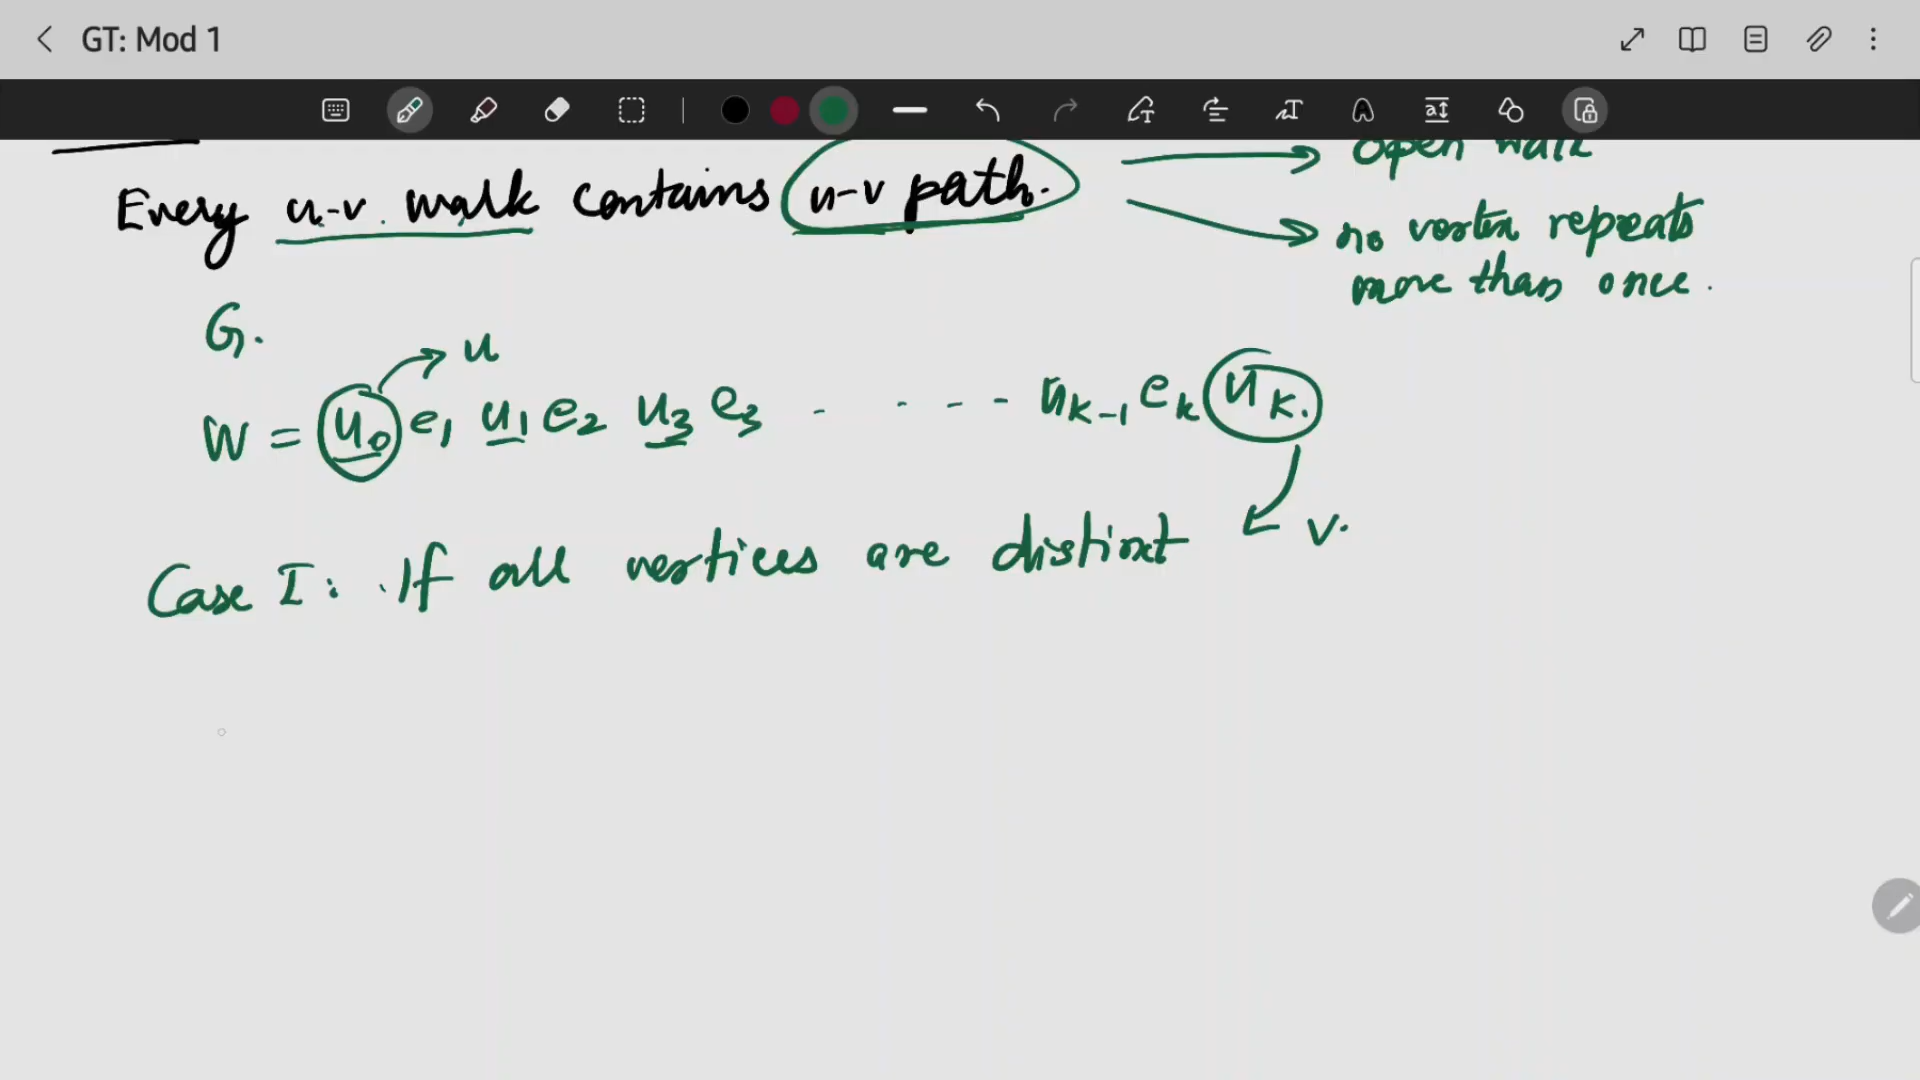 GT: Mod 1
open walk
Every u-v walk contains u-v path.
no vertex repeats
more than once.
G.
u
W = u₀ e₁ u₁ e₂ u₃ e₃ - - - - uₖ₋₁ eₖ uₖ.
v.
Case I: If all vertices are distinct